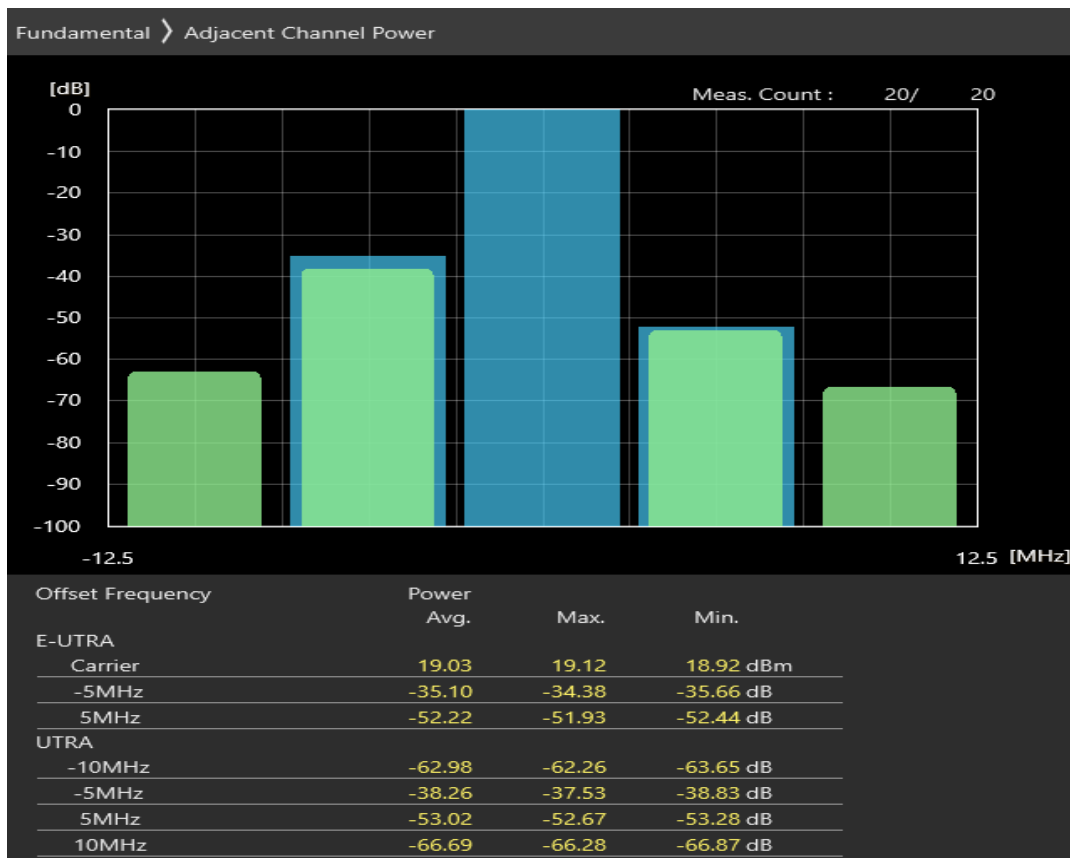 Fundamental 〉 Adjacent Channel Power
[dB]
Meas. Count : 20/ 20
0
-10
-20
-30
-40
-50
-60
-70
-80
-90
-100
-12.5 12.5 [MHz]
Offset Frequency Power
Avg. Max. Min.
E-UTRA
Carrier 19.03 19.12 18.92 dBm
-5MHz -35.10 -34.38 -35.66 dB
5MHz -52.22 -51.93 -52.44 dB
UTRA
-10MHz -62.98 -62.26 -63.65 dB
-5MHz -38.26 -37.53 -38.83 dB
5MHz -53.02 -52.67 -53.28 dB
10MHz -66.69 -66.28 -66.87 dB